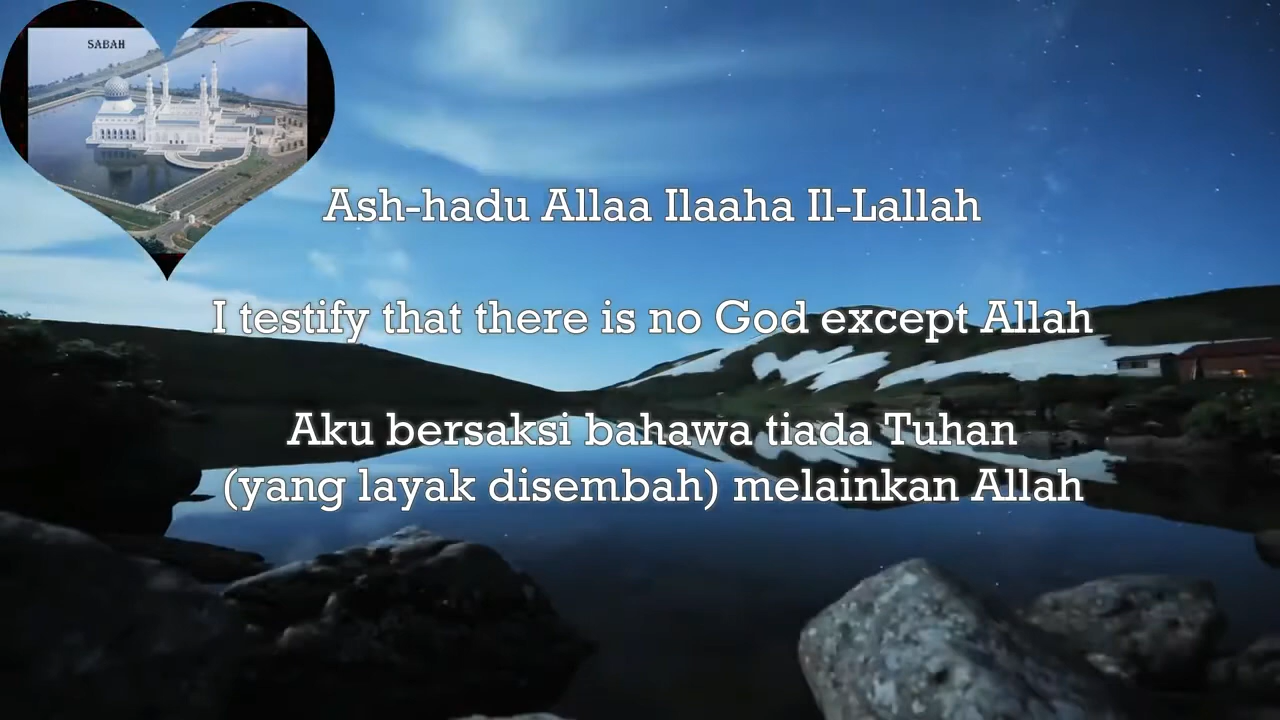 SABAH
Ash-hadu Allaa Ilaaha Il-Lallah
I testify that there is no God except Allah
Aku bersaksi bahawa tiada Tuhan
(yang layak disembah) melainkan Allah